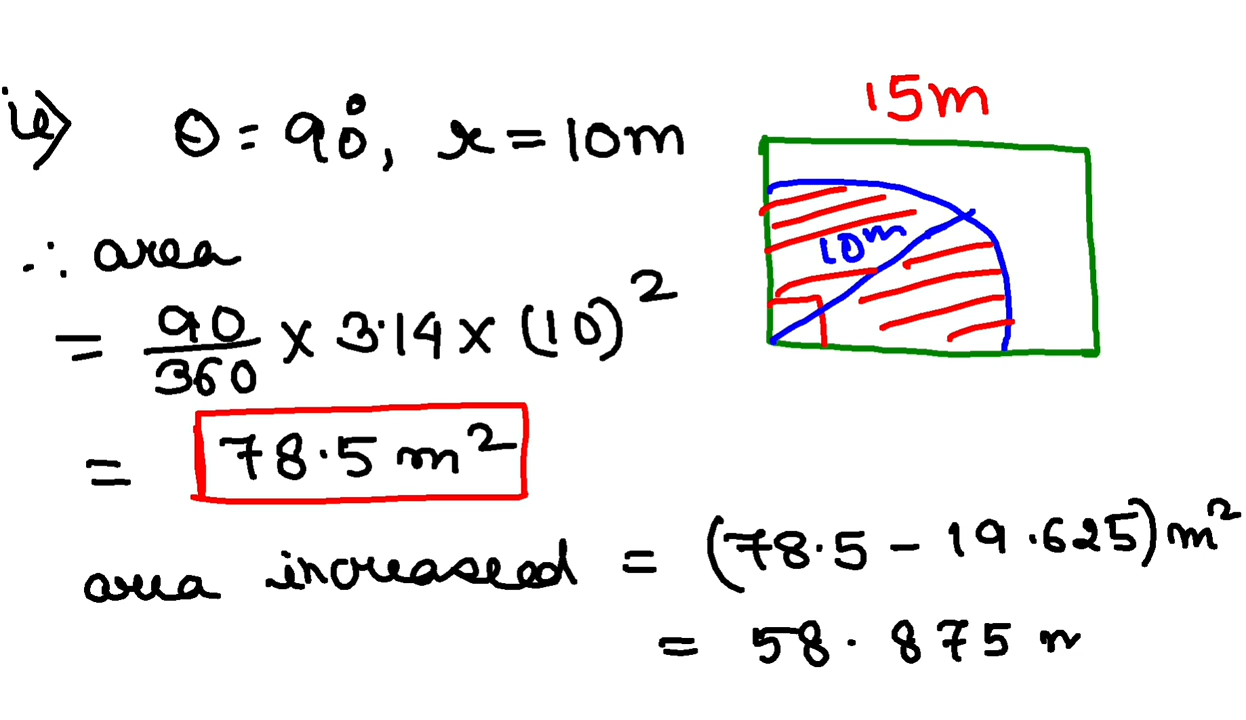 ii) θ = 90°, r = 10m
15m
10m
∴ area
= 90/360 × 3.14 × (10)²
= 78.5 m²
area increaseed = (78.5 - 19.625) m²
= 58.875 m